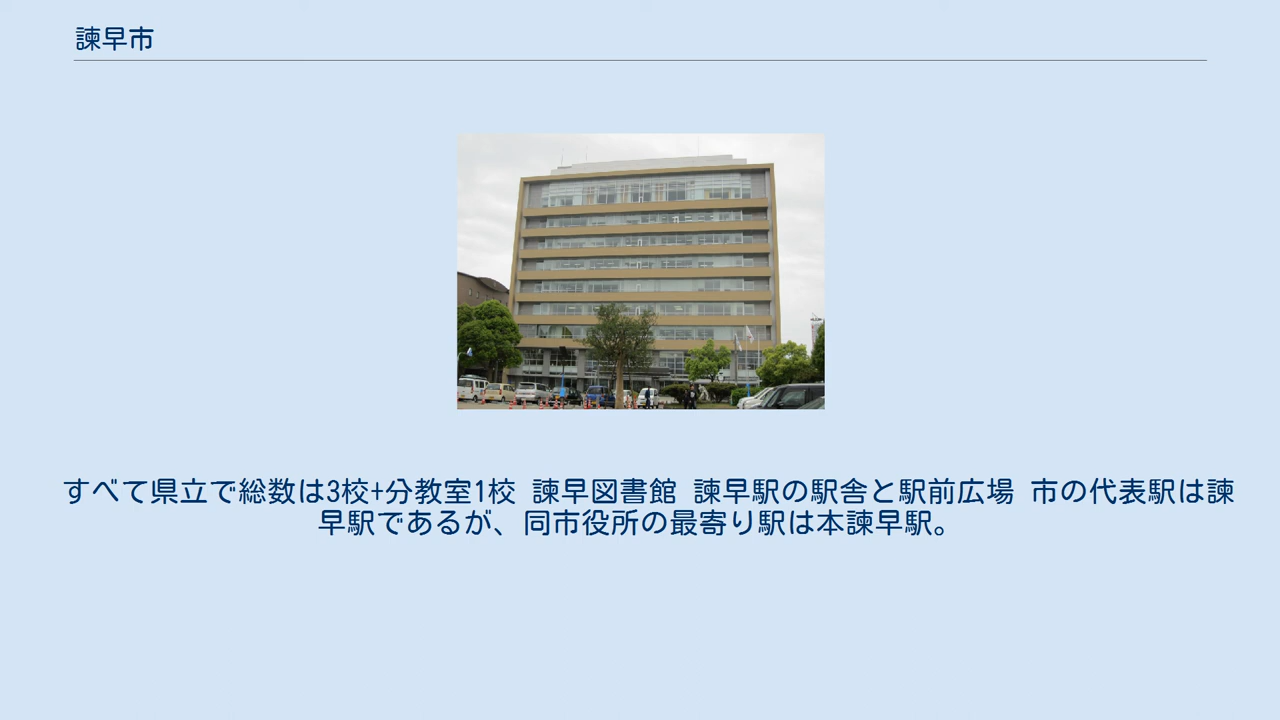 諫早市
すべて県立で総数は3校+分教室1校 諫早図書館 諫早駅の駅舎と駅前広場 市の代表駅は諫
早駅であるが、同市役所の最寄り駅は本諫早駅。